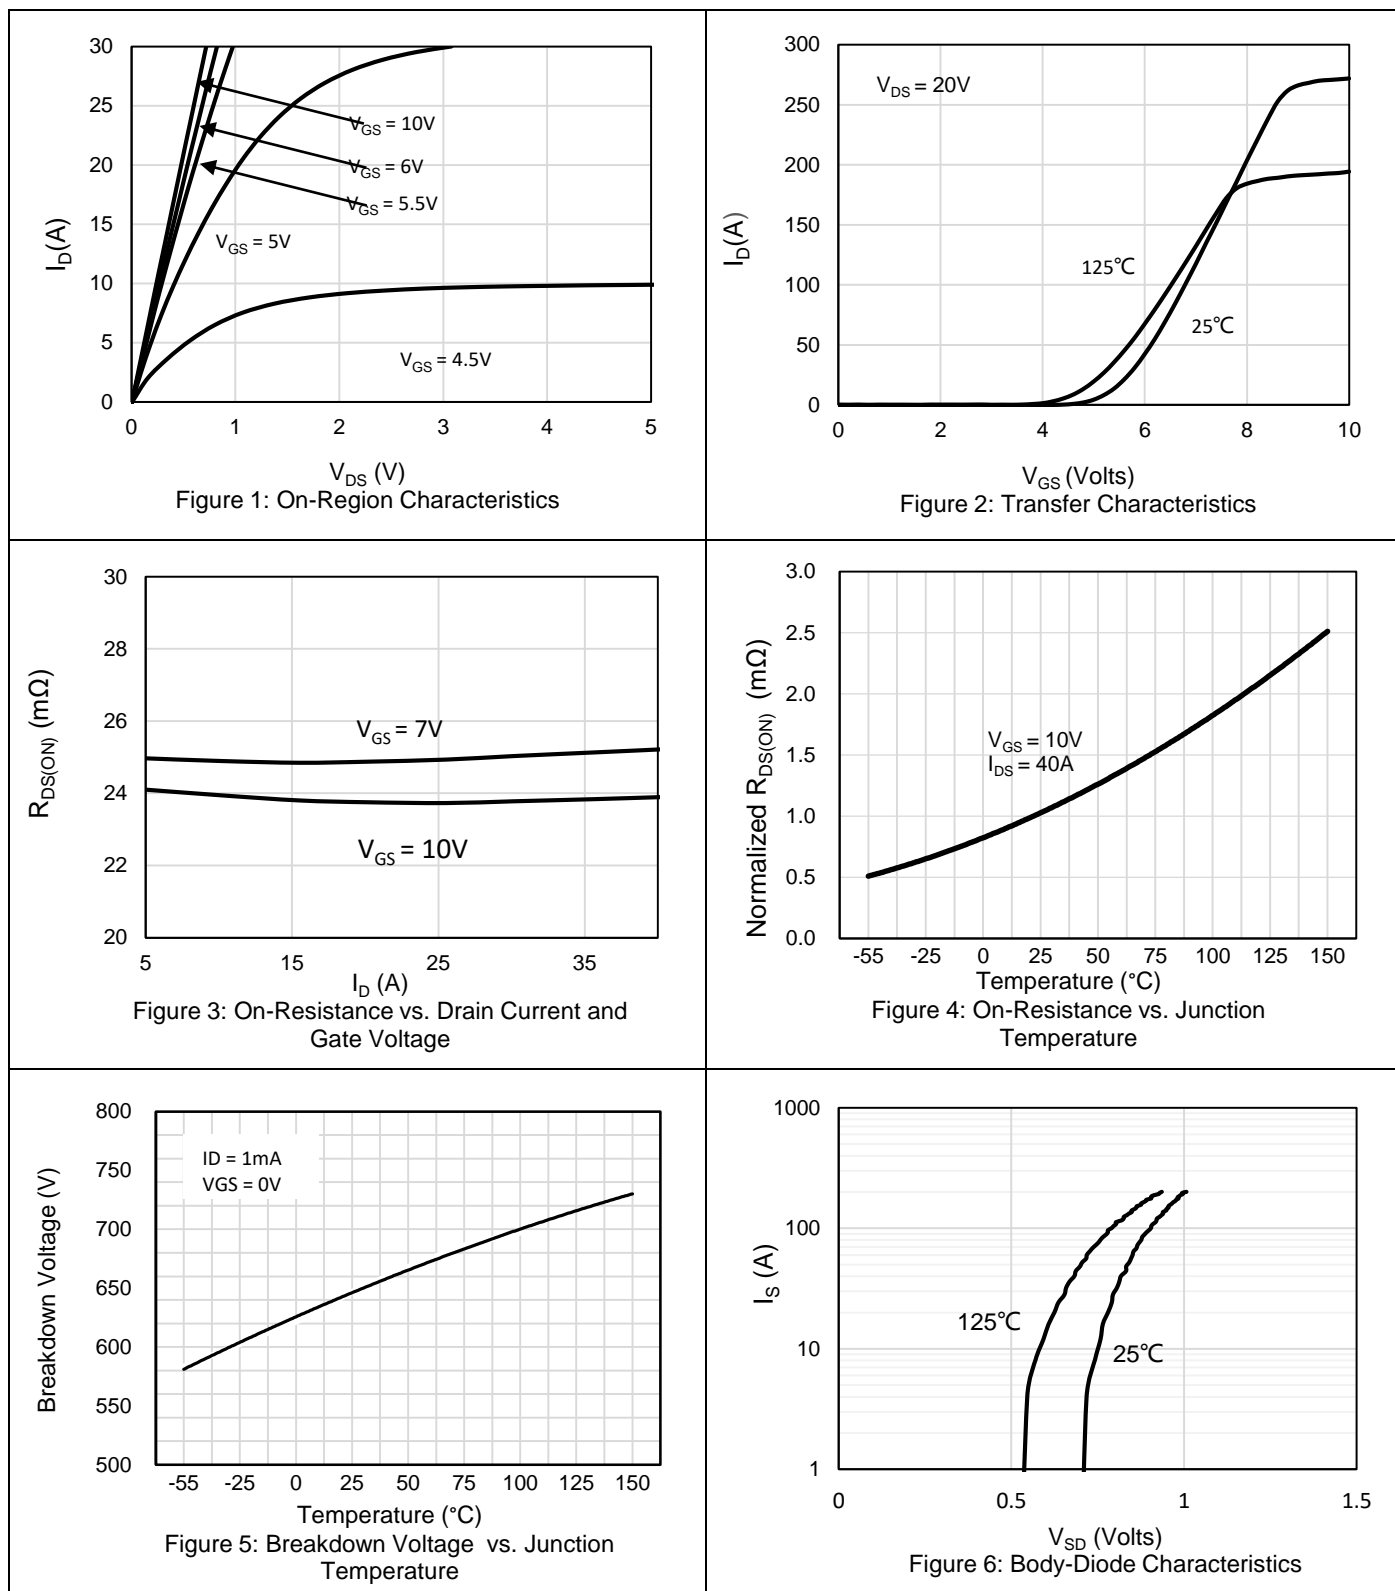 30
25
20
15
10
5
0
I_D(A)
V_GS = 10V
V_GS = 6V
V_GS = 5.5V
V_GS = 5V
V_GS = 4.5V
0 1 2 3 4 5
V_DS (V)
Figure 1: On-Region Characteristics
300
250
200
150
100
50
0
I_D(A)
V_DS = 20V
125℃
25℃
0 2 4 6 8 10
V_GS (Volts)
Figure 2: Transfer Characteristics
30
28
26
24
22
20
R_DS(ON) (mΩ)
V_GS = 7V
V_GS = 10V
5 15 25 35
I_D (A)
Figure 3: On-Resistance vs. Drain Current and
Gate Voltage
3.0
2.5
2.0
1.5
1.0
0.5
0.0
Normalized R_DS(ON) (mΩ)
V_GS = 10V
I_DS = 40A
-55 -25 0 25 50 75 100 125 150
Temperature (°C)
Figure 4: On-Resistance vs. Junction
Temperature
800
750
700
650
600
550
500
Breakdown Voltage (V)
ID = 1mA
VGS = 0V
-55 -25 0 25 50 75 100 125 150
Temperature (°C)
Figure 5: Breakdown Voltage vs. Junction
Temperature
1000
100
10
1
I_S (A)
125℃
25℃
0 0.5 1 1.5
V_SD (Volts)
Figure 6: Body-Diode Characteristics